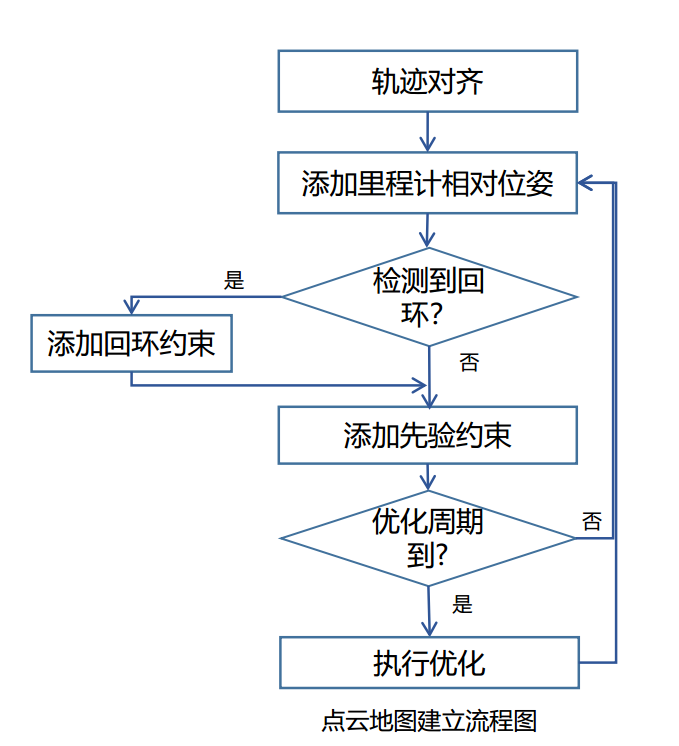 轨迹对齐
添加里程计相对位姿
检测到回
环？
是
添加回环约束
否
添加先验约束
优化周期
到?
否
是
执行优化
点云地图建立流程图